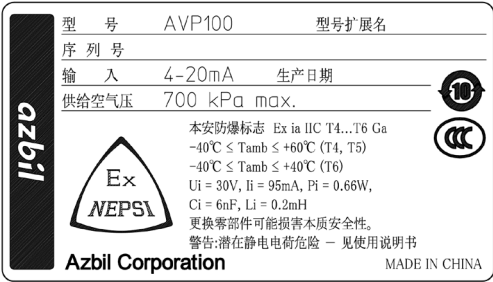 型 号 AVP100 型号扩展名
序 列 号
输 入 4-20mA 生产日期
供给空气压 700 kPa max.
azbil
Ex
NEPSI
本安防爆标志 Ex ia IIC T4…T6 Ga
-40℃ ≤ Tamb ≤ +60℃ (T4, T5)
-40℃ ≤ Tamb ≤ +40℃ (T6)
Ui = 30V, Ii = 95mA, Pi = 0.66W,
Ci = 6nF, Li = 0.2mH
更换零部件可能损害本质安全性。
警告:潜在静电电荷危险 － 见使用说明书
10
CCC
Azbil Corporation
MADE IN CHINA